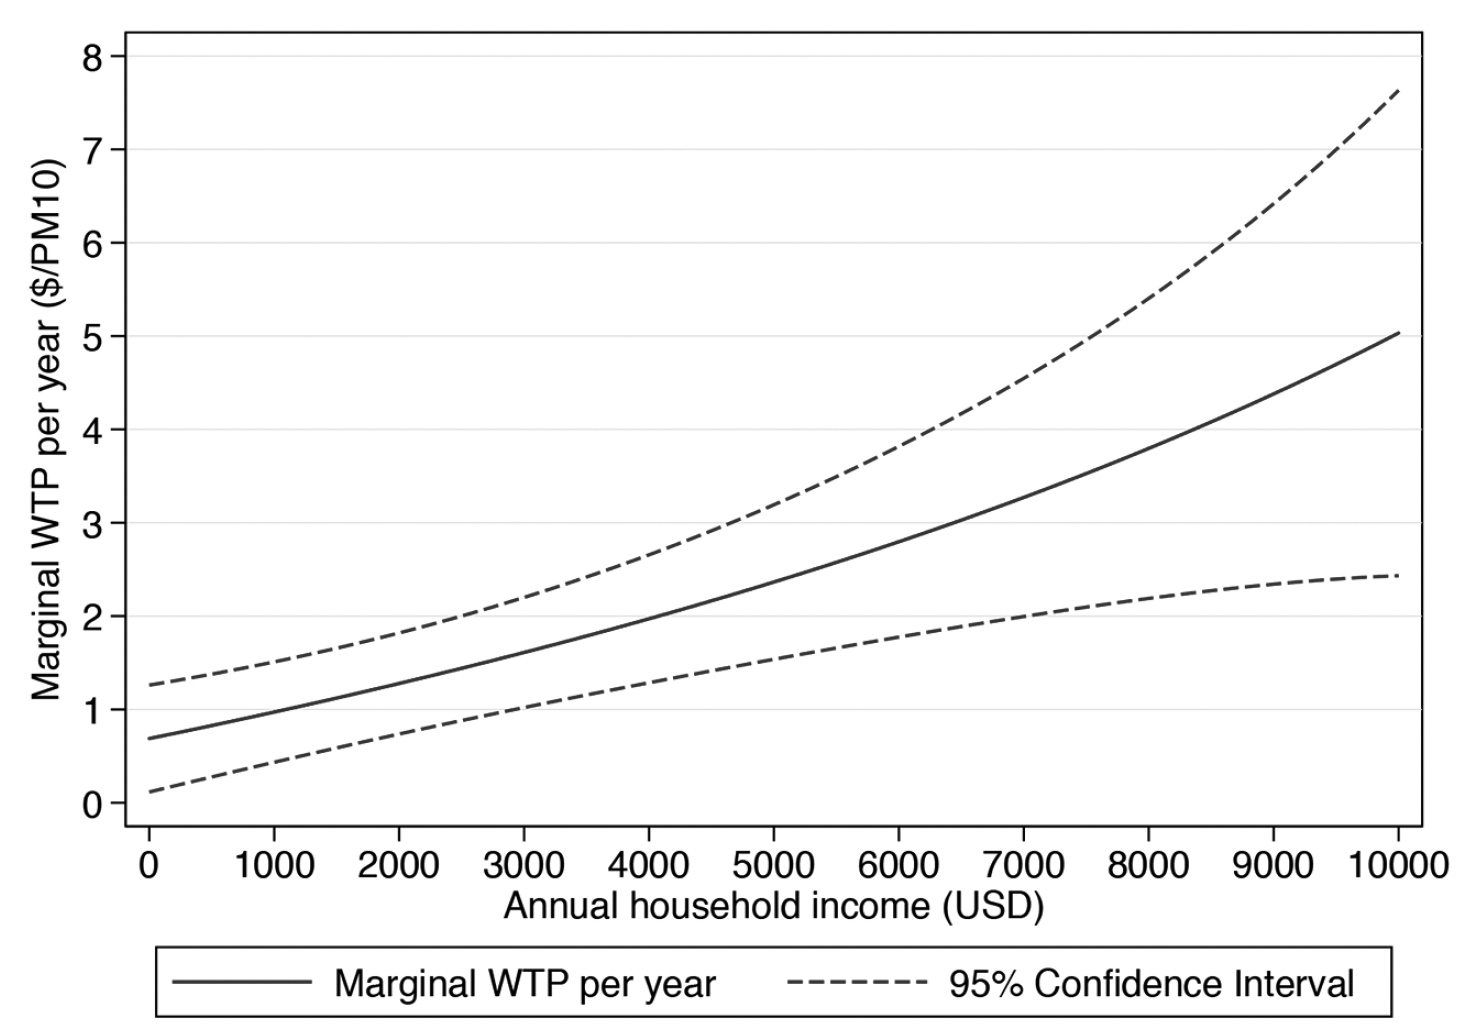 8
7
6
5
4
3
2
1
0
Marginal WTP per year ($/PM10)
0 1000 2000 3000 4000 5000 6000 7000 8000 9000 10000
Annual household income (USD)
Marginal WTP per year 95% Confidence Interval